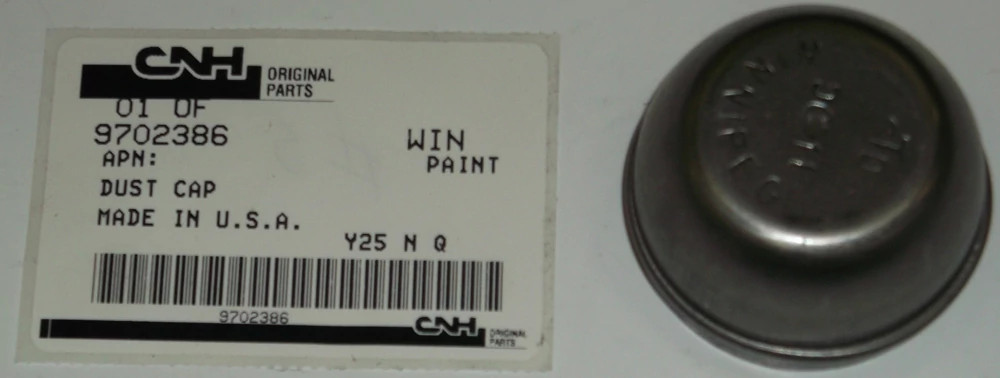 CNH
ORIGINAL
PARTS
01 OF
9702386
WIN
APN:
PAINT
DUST CAP
MADE IN U.S.A.
Y25 N Q
9702386
CNH
ORIGINAL
PARTS